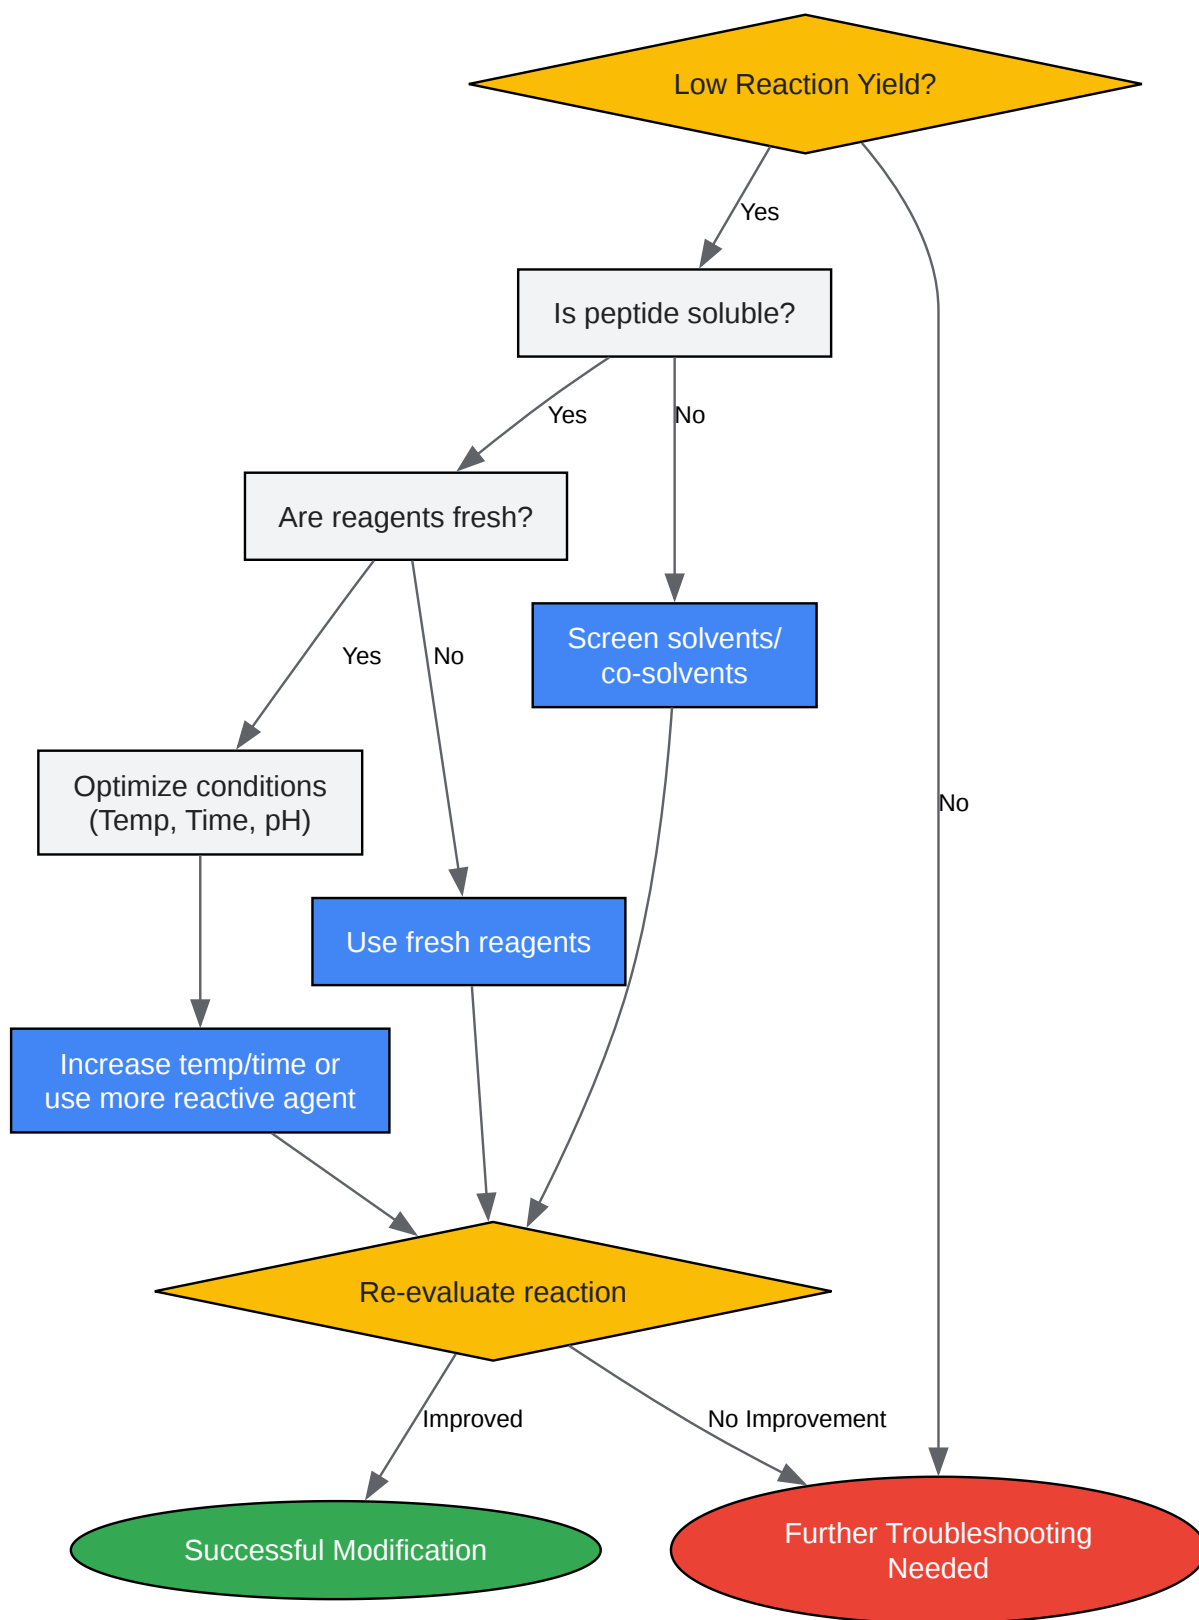 Low Reaction Yield?
Yes
Is peptide soluble?
Yes
No
Are reagents fresh?
Screen solvents/
co-solvents
Yes
No
Optimize conditions
(Temp, Time, pH)
No
Use fresh reagents
Increase temp/time or
use more reactive agent
Re-evaluate reaction
Improved
No Improvement
Successful Modification
Further Troubleshooting
Needed